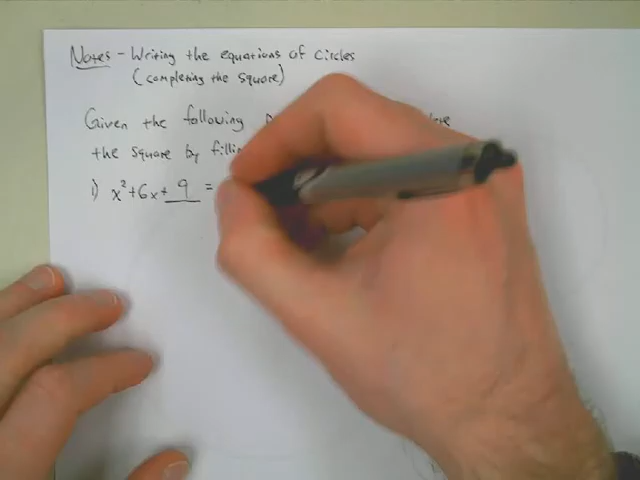 Notes - Writing the equations of circles
(completing the square)
Given the following
the square by
1) x²+6x+ 9 =